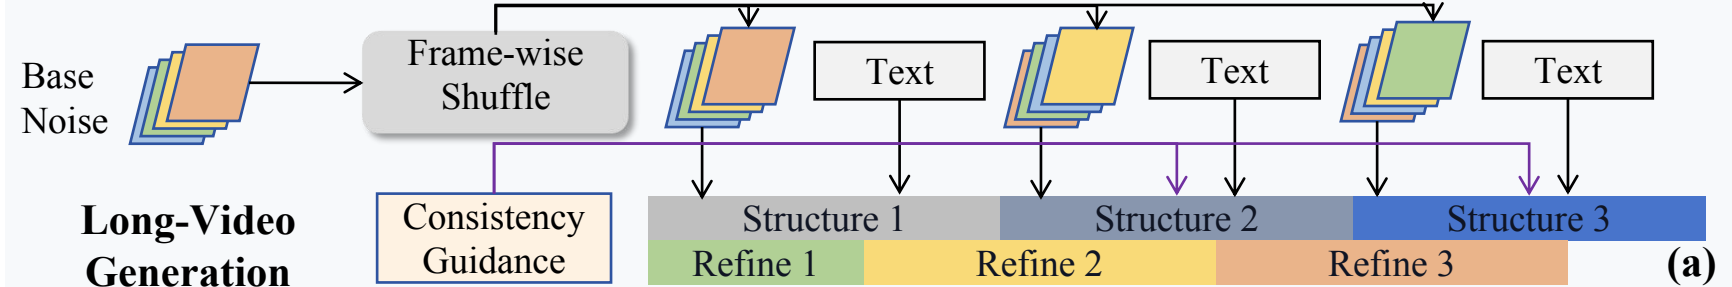 Base
Noise
Frame-wise
Shuffle
Text
Text
Text
Long-Video
Generation
Consistency
Guidance
Structure 1
Structure 2
Structure 3
Refine 1
Refine 2
Refine 3
(a)